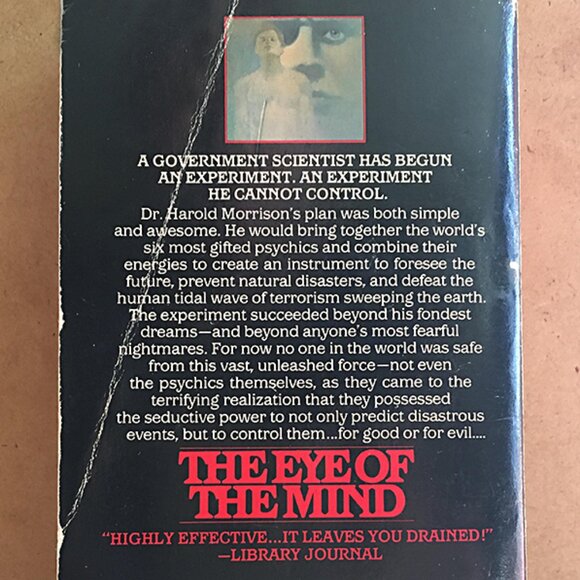 A GOVERNMENT SCIENTIST HAS BEGUN
AN EXPERIMENT. AN EXPERIMENT
HE CANNOT CONTROL.
Dr. Harold Morrison's plan was both simple
and awesome. He would bring together the world's
six most gifted psychics and combine their
energies to create an instrument to foresee the
future, prevent natural disasters, and defeat the
human tidal wave of terrorism sweeping the earth.
The experiment succeeded beyond his fondest
dreams—and beyond anyone's most fearful
nightmares. For now no one in the world was safe
from this vast, unleashed force—not even
the psychics themselves, as they came to the
terrifying realization that they possessed
the seductive power to not only predict disastrous
events, but to control them...for good or for evil....
THE EYE OF
THE MIND
"HIGHLY EFFECTIVE...IT LEAVES YOU DRAINED!"
—LIBRARY JOURNAL